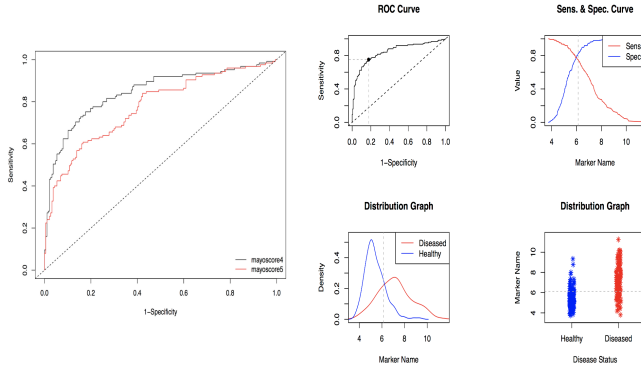 Sensitivity
0.0 0.2 0.4 0.6 0.8 1.0
0.0 0.2 0.4 0.6 0.8 1.0
1-Specificity
mayoscore4
mayoscore5
ROC Curve
Sensitivity
0.0 0.4 0.8
0.0 0.2 0.4 0.6 0.8 1.0
1-Specificity
Sens. & Spec. Curve
Value
0.0 0.4 0.8
4 6 8 10
Marker Name
Sens
Spec
Distribution Graph
Density
0.0 0.2 0.4
4 6 8 10
Marker Name
Diseased
Healthy
Distribution Graph
Marker Name
4 6 8 10
Healthy Diseased
Disease Status